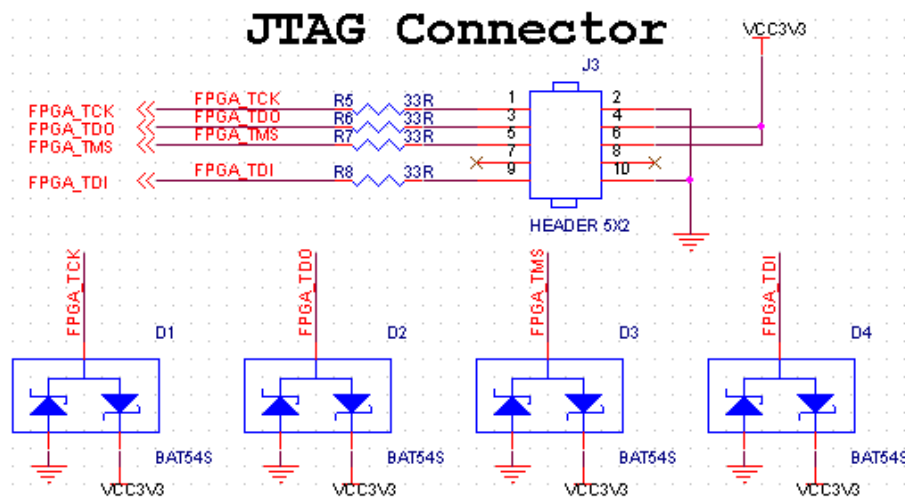 JTAG Connector
VCC3V3
J3
FPGA_TCK FPGA_TCK R5 33R 1 2
FPGA_TDO FPGA_TDO R6 33R 3 4
FPGA_TMS FPGA_TMS R7 33R 5 6
7 8
FPGA_TDI FPGA_TDI R8 33R 9 10
HEADER 5X2
FPGA_TCK FPGA_TDO FPGA_TMS FPGA_TDI
D1 D2 D3 D4
BAT54S BAT54S BAT54S BAT54S
VCC3V3 VCC3V3 VCC3V3 VCC3V3